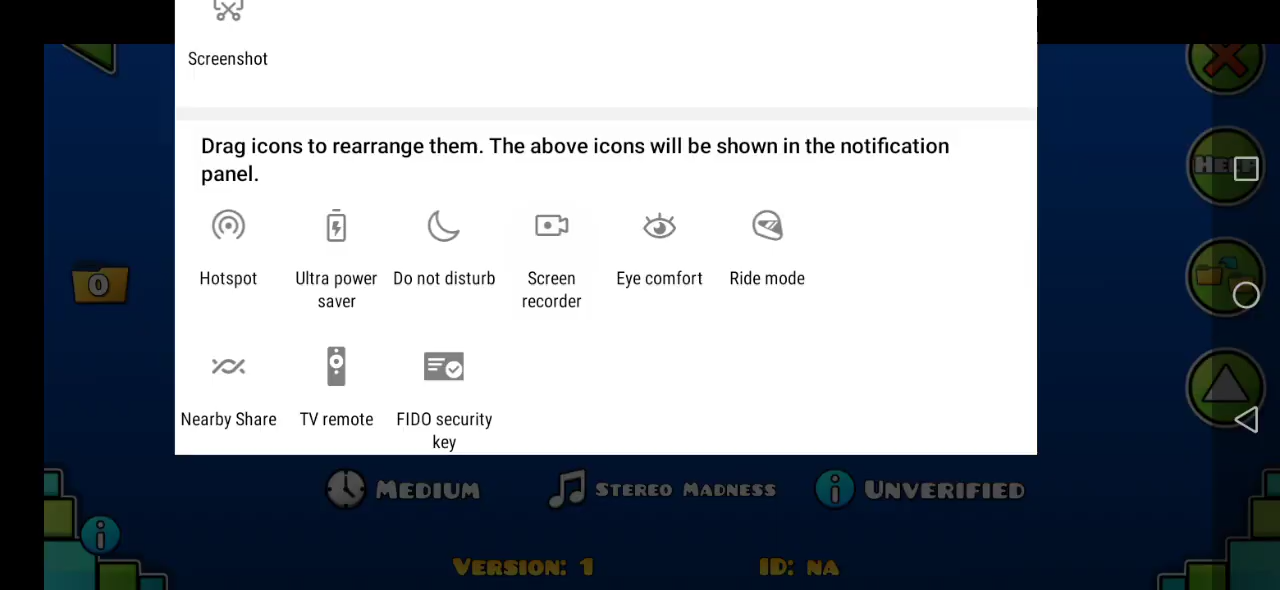 Screenshot
Drag icons to rearrange them. The above icons will be shown in the notification
panel.
Hotspot
Ultra power
saver
Do not disturb
Screen
recorder
Eye comfort
Ride mode
Nearby Share
TV remote
FIDO security
key
HELP
0
MEDIUM
STEREO MADNESS
UNVERIFIED
VERSION: 1
ID: NA